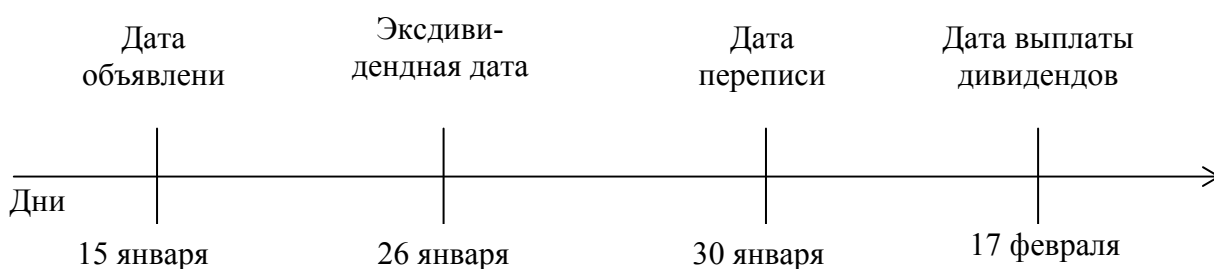 Дата
объявлени
Эксдиви-
дендная дата
Дата
переписи
Дата выплаты
дивидендов
Дни
15 января
26 января
30 января
17 февраля